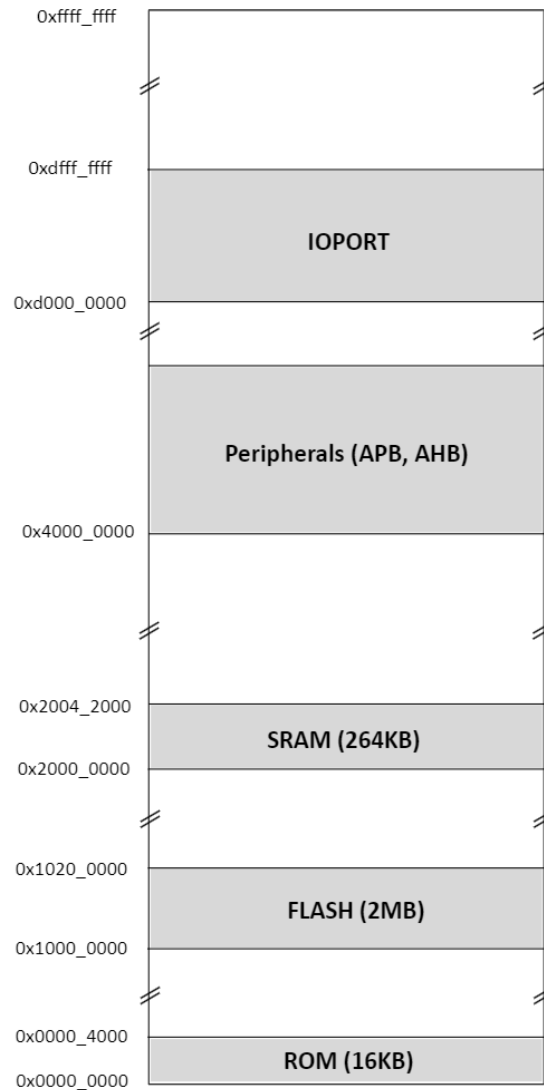 0xffff_ffff
0xdfff_ffff
IOPORT
0xd000_0000
Peripherals (APB, AHB)
0x4000_0000
0x2004_2000
SRAM (264KB)
0x2000_0000
0x1020_0000
FLASH (2MB)
0x1000_0000
0x0000_4000
ROM (16KB)
0x0000_0000